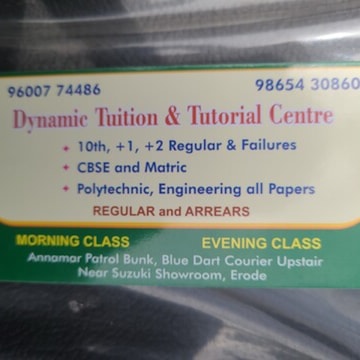 96007 74486 98654 30860
Dynamic Tuition & Tutorial Centre
10th, +1, +2 Regular & Failures
CBSE and Matric
Polytechnic, Engineering all Papers
REGULAR and ARREARS
MORNING CLASS EVENING CLASS
Annamar Patrol Bunk, Blue Dart Courier Upstair
Near Suzuki Showroom, Erode